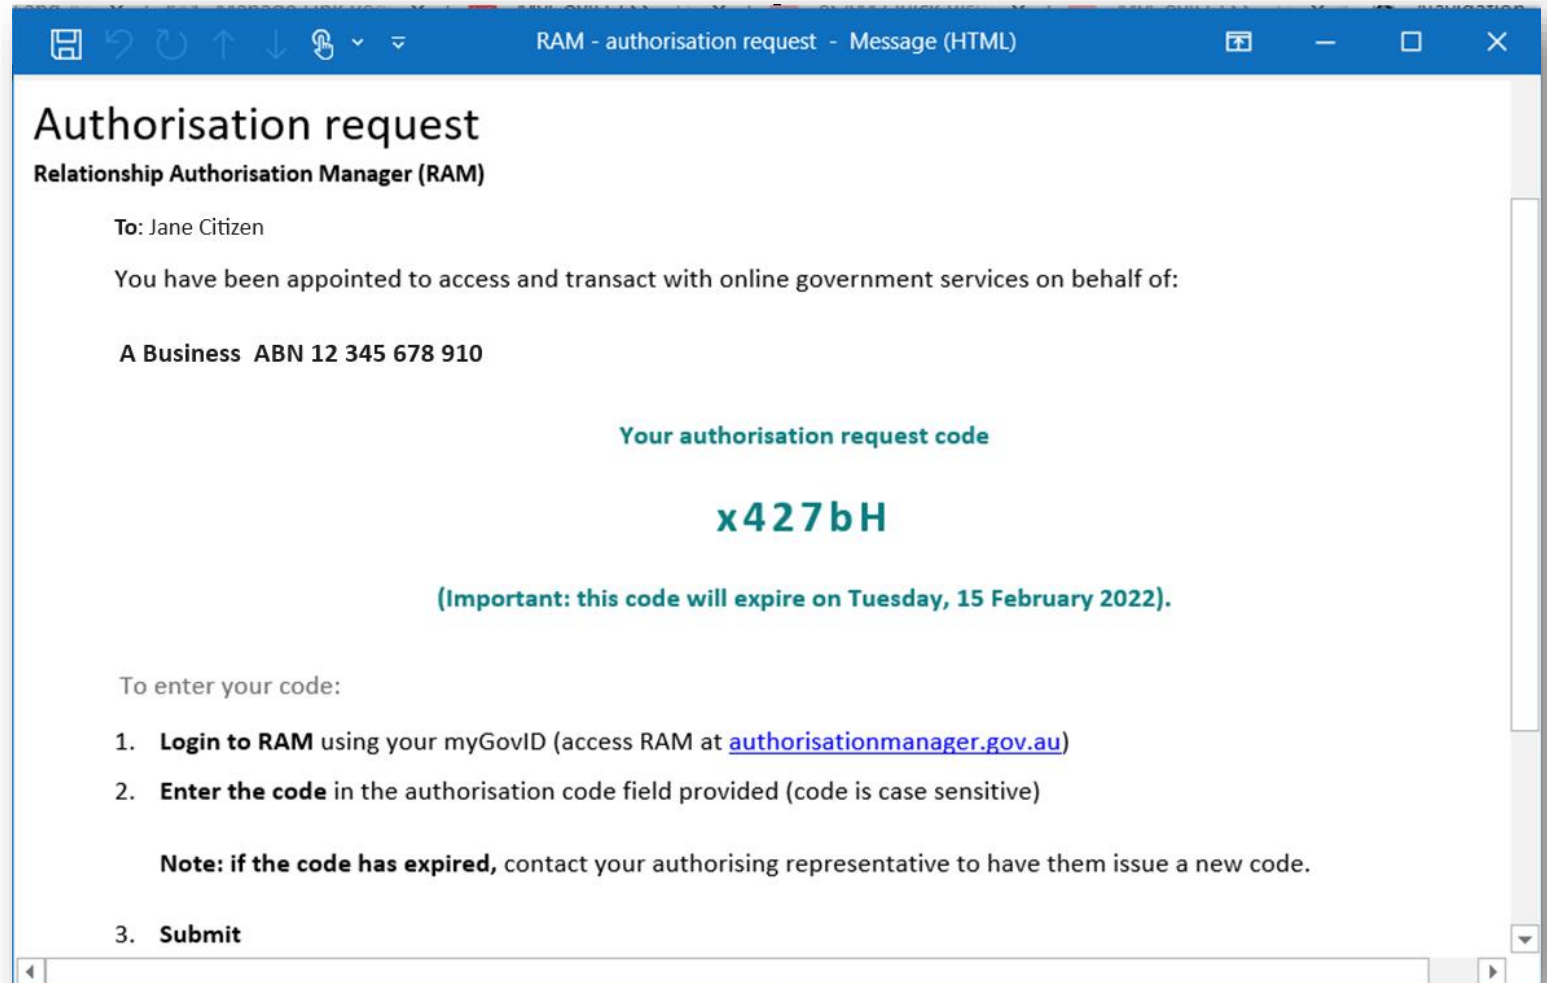 RAM - authorisation request - Message (HTML)
Authorisation request
Relationship Authorisation Manager (RAM)
To: Jane Citizen
You have been appointed to access and transact with online government services on behalf of:
A Business ABN 12 345 678 910
Your authorisation request code
x427bH
(Important: this code will expire on Tuesday, 15 February 2022).
To enter your code:
1. Login to RAM using your myGovID (access RAM at authorisationmanager.gov.au)
2. Enter the code in the authorisation code field provided (code is case sensitive)
Note: if the code has expired, contact your authorising representative to have them issue a new code.
3. Submit